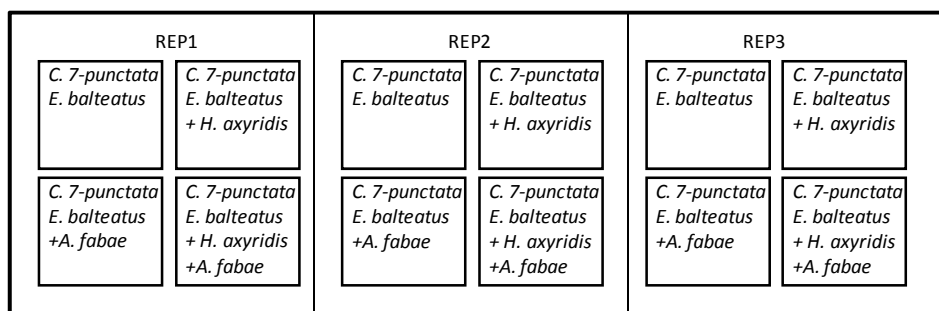 REP1
C. 7-punctata
E. balteatus
C. 7-punctata
E. balteatus
+ H. axyridis
C. 7-punctata
E. balteatus
+A. fabae
C. 7-punctata
E. balteatus
+ H. axyridis
+A. fabae
REP2
C. 7-punctata
E. balteatus
C. 7-punctata
E. balteatus
+ H. axyridis
C. 7-punctata
E. balteatus
+A. fabae
C. 7-punctata
E. balteatus
+ H. axyridis
+A. fabae
REP3
C. 7-punctata
E. balteatus
C. 7-punctata
E. balteatus
+ H. axyridis
C. 7-punctata
E. balteatus
+A. fabae
C. 7-punctata
E. balteatus
+ H. axyridis
+A. fabae